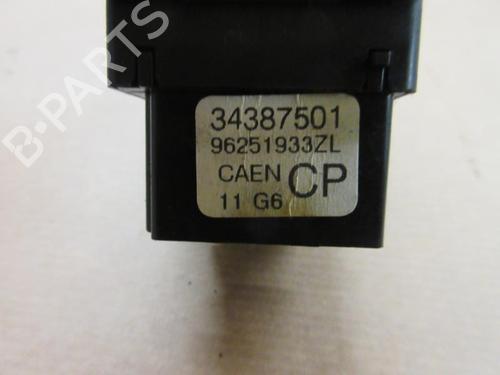 34387501
96251933ZL
CAEN CP
11 G6
B-PARTS